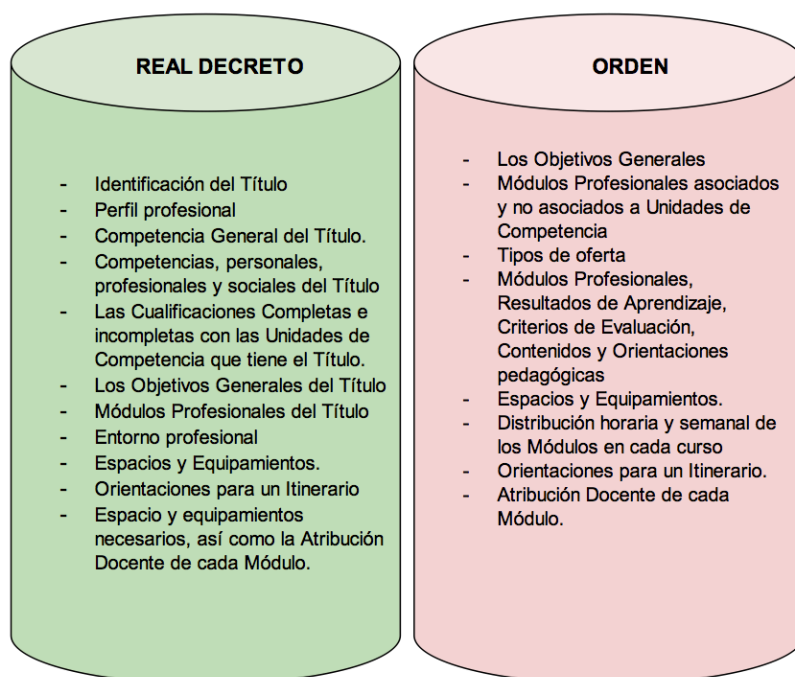 REAL DECRETO
- Identificación del Título
- Perfil profesional
- Competencia General del Título.
- Competencias, personales,
profesionales y sociales del Título
- Las Cualificaciones Completas e
incompletas con las Unidades de
Competencia que tiene el Título.
- Los Objetivos Generales del Título
- Módulos Profesionales del Título
- Entorno profesional
- Espacios y Equipamientos.
- Orientaciones para un Itinerario
- Espacio y equipamientos
necesarios, así como la Atribución
Docente de cada Módulo.
ORDEN
- Los Objetivos Generales
- Módulos Profesionales asociados
y no asociados a Unidades de
Competencia
- Tipos de oferta
- Módulos Profesionales,
Resultados de Aprendizaje,
Criterios de Evaluación,
Contenidos y Orientaciones
pedagógicas
- Espacios y Equipamientos.
- Distribución horaria y semanal de
los Módulos en cada curso
- Orientaciones para un Itinerario.
- Atribución Docente de cada
Módulo.